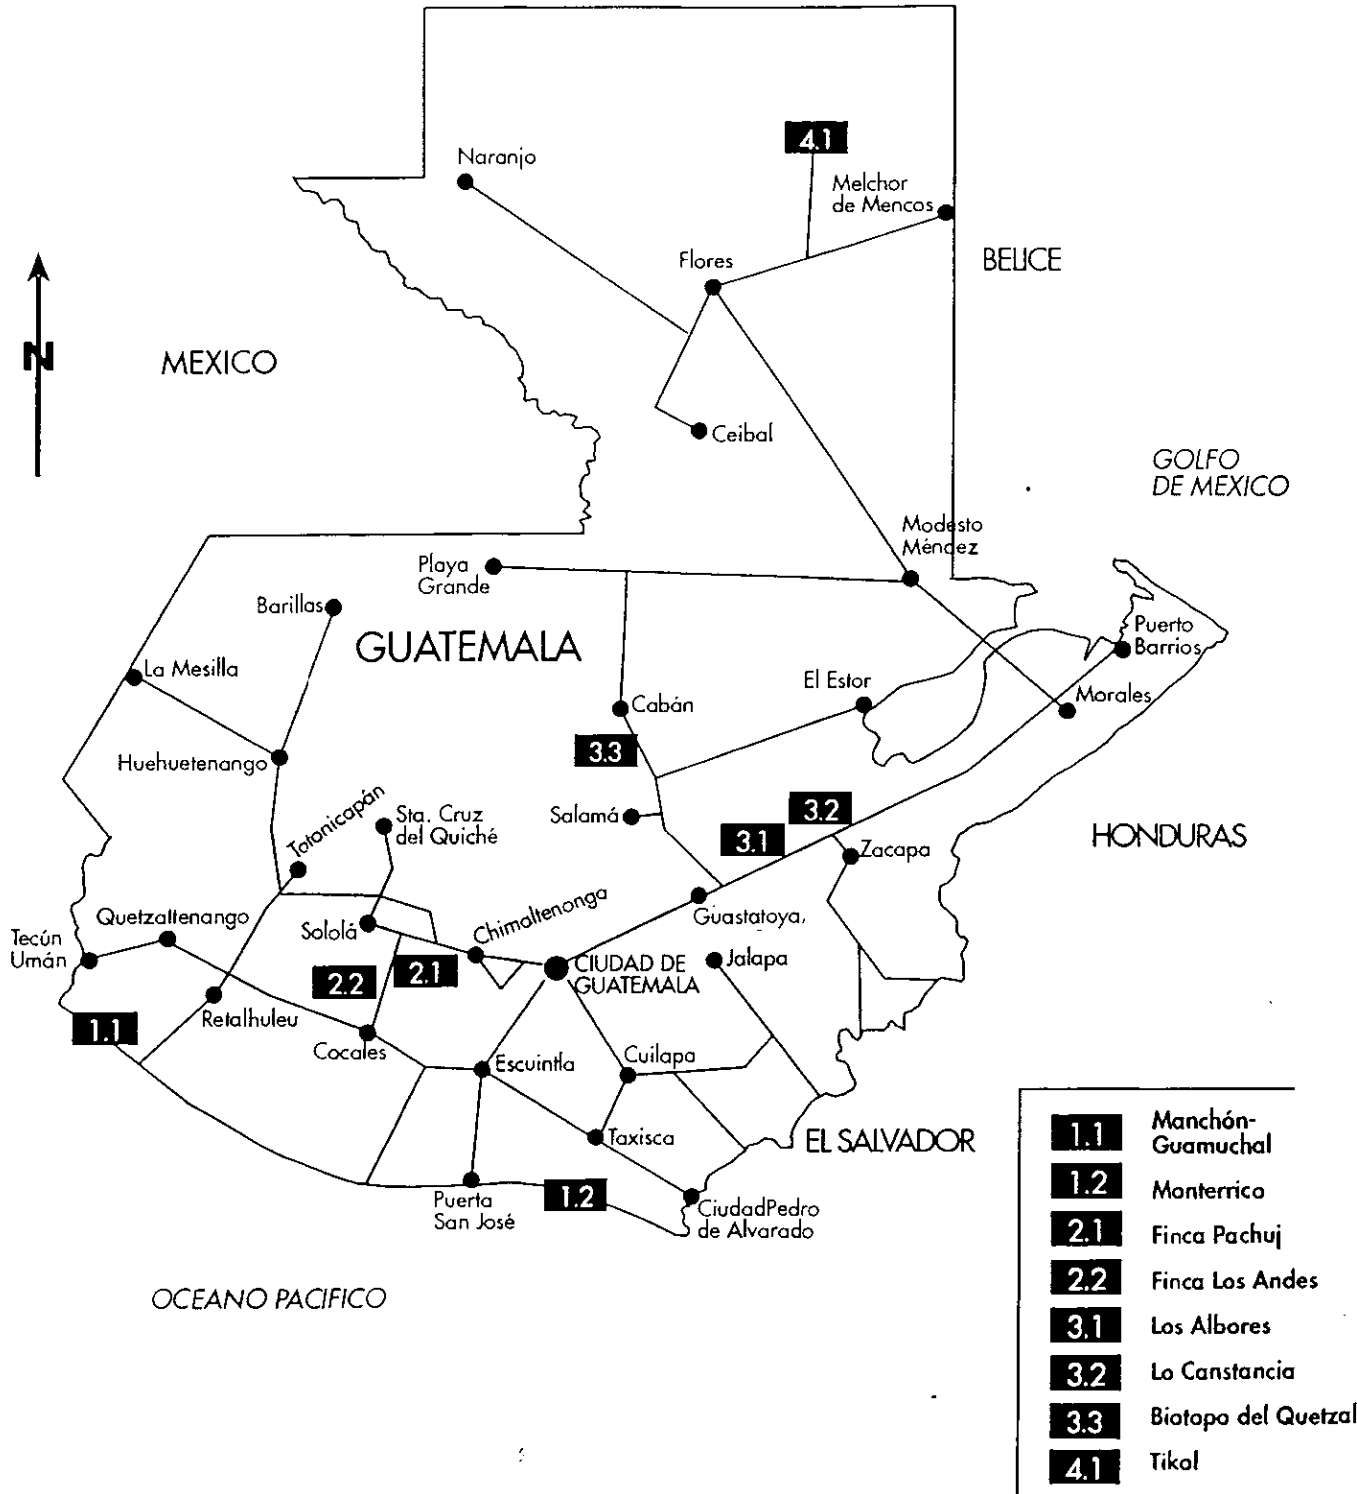 4.1
Naranjo
Melchor
de Mencos
Flores
BELICE
N
MEXICO
Ceibal
GOLFO
DE MEXICO
Modesto
Méndez
Playa
Grande
Barillas
GUATEMALA
Puerto
Barrios
La Mesilla
El Estor
Morales
Cabán
3.3
Huehuetenango
Totonicapán
Sta. Cruz
del Quiché
Salamá
3.2
3.1
Zacapa
HONDURAS
Quetzaltenango
Sololá
Chimaltenonga
Guastatoya,
Tecún
Umán
2.2
2.1
CIUDAD DE
GUATEMALA
Jalapa
1.1
Retalhuleu
Cocales
Escuintla
Cuilapa
Taxisca
EL SALVADOR
Puerta
San José
1.2
CiudadPedro
de Alvarado
OCEANO PACIFICO
1.1 Manchón-
Guamuchal
1.2 Monterrico
2.1 Finca Pachuj
2.2 Finca Los Andes
3.1 Los Albores
3.2 Lo Canstancia
3.3 Biotopo del Quetzal
4.1 Tikal